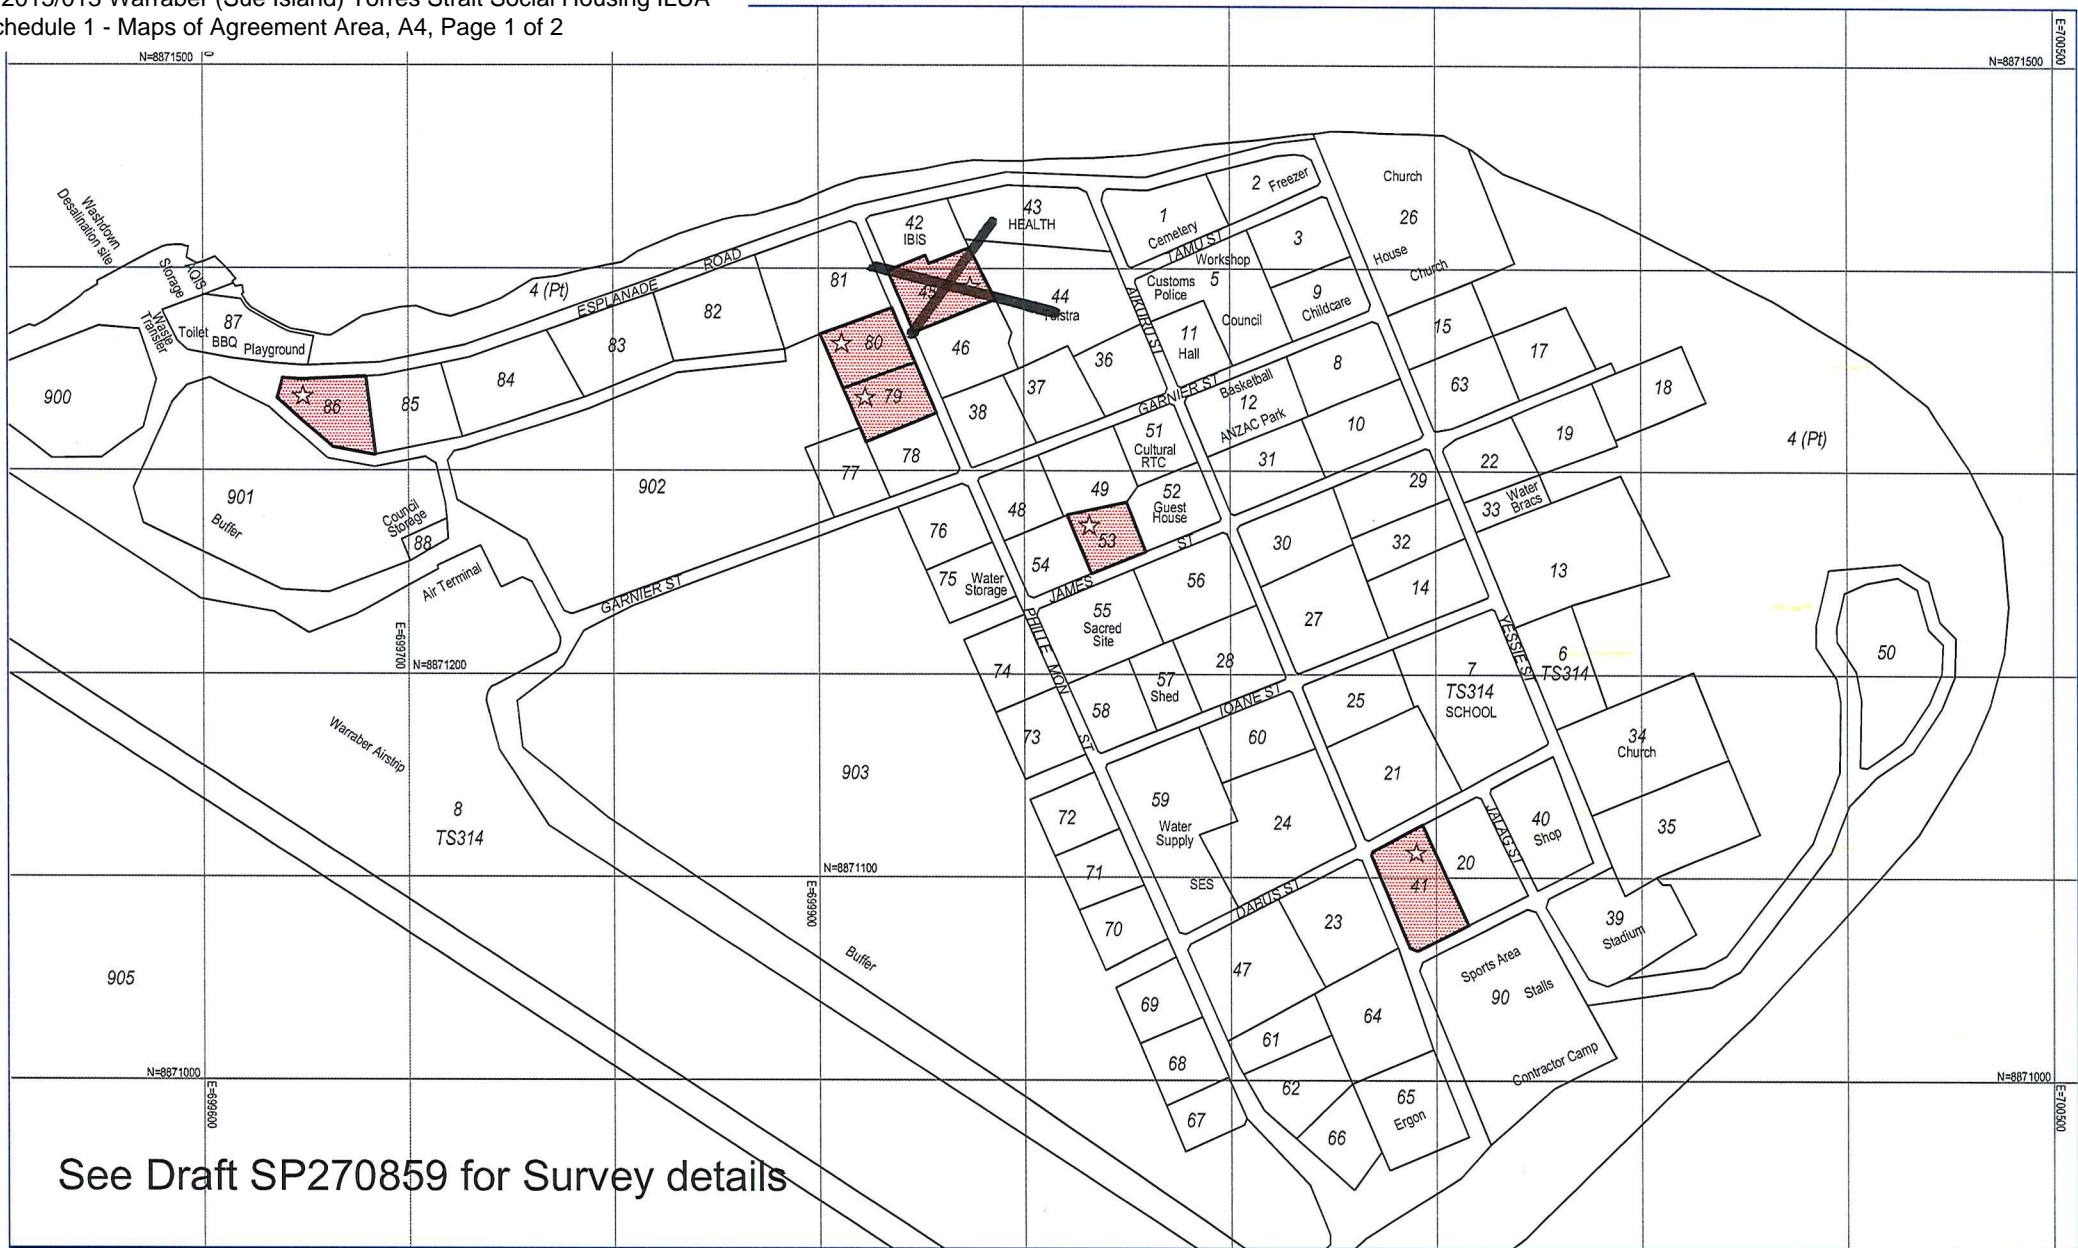 2015/013 Warraber (Sue Island) Torres Strait Social Housing ILUA
chedule 1 - Maps of Agreement Area, A4, Page 1 of 2
N=8871500
0
N=8871500
E=700500
Washdown
Desalination site
AQIS
Storage
Waste
Transfer
87
Toilet
BBQ
Playground
4 (Pt)
ESPLANADE
ROAD
42
IBIS
43
HEALTH
1
Cemetery
2
Freezer
TAMU ST
Church
26
House
Church
3
Workshop
5
Customs
Police
Council
9
Childcare
44
Telstra
45
AIKURU ST
11
Hall
81
82
83
84
85
86
80
79
46
36
37
38
GARNIER ST
Basketball
12
ANZAC Park
8
10
15
17
63
18
19
22
4 (Pt)
900
901
Buffer
Council
Storage
88
Air Terminal
902
GARNIER ST
77
78
76
75
Water
Storage
48
49
51
Cultural
RTC
52
Guest
House
53
54
JAMES
ST
31
29
33
Water
Bracs
30
32
14
13
27
55
Sacred
Site
56
28
57
Shed
58
PHILLE MON ST
E=699700
N=8871200
74
73
IOANE ST
YESSIE ST
6
TS314
7
TS314
SCHOOL
25
21
60
50
34
Church
35
Warraber Airstrip
8
TS314
903
72
71
70
59
Water
Supply
SES
24
DABUS ST
JALAG ST
40
Shop
20
41
39
Stadium
N=8871100
E=699900
Buffer
905
23
47
69
68
67
61
62
64
65
Ergon
66
Sports Area
90
Stalls
Contractor Camp
N=8871000
E=699600
N=8871000
E=700500
See Draft SP270859 for Survey details